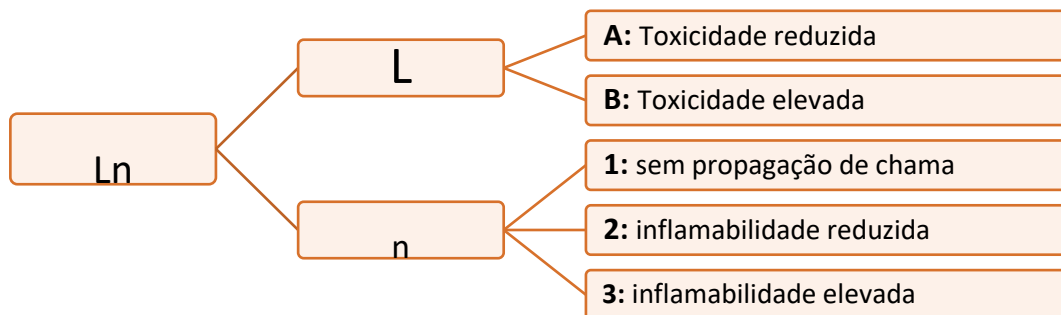 Ln
L
A: Toxicidade reduzida
B: Toxicidade elevada
n
1: sem propagação de chama
2: inflamabilidade reduzida
3: inflamabilidade elevada